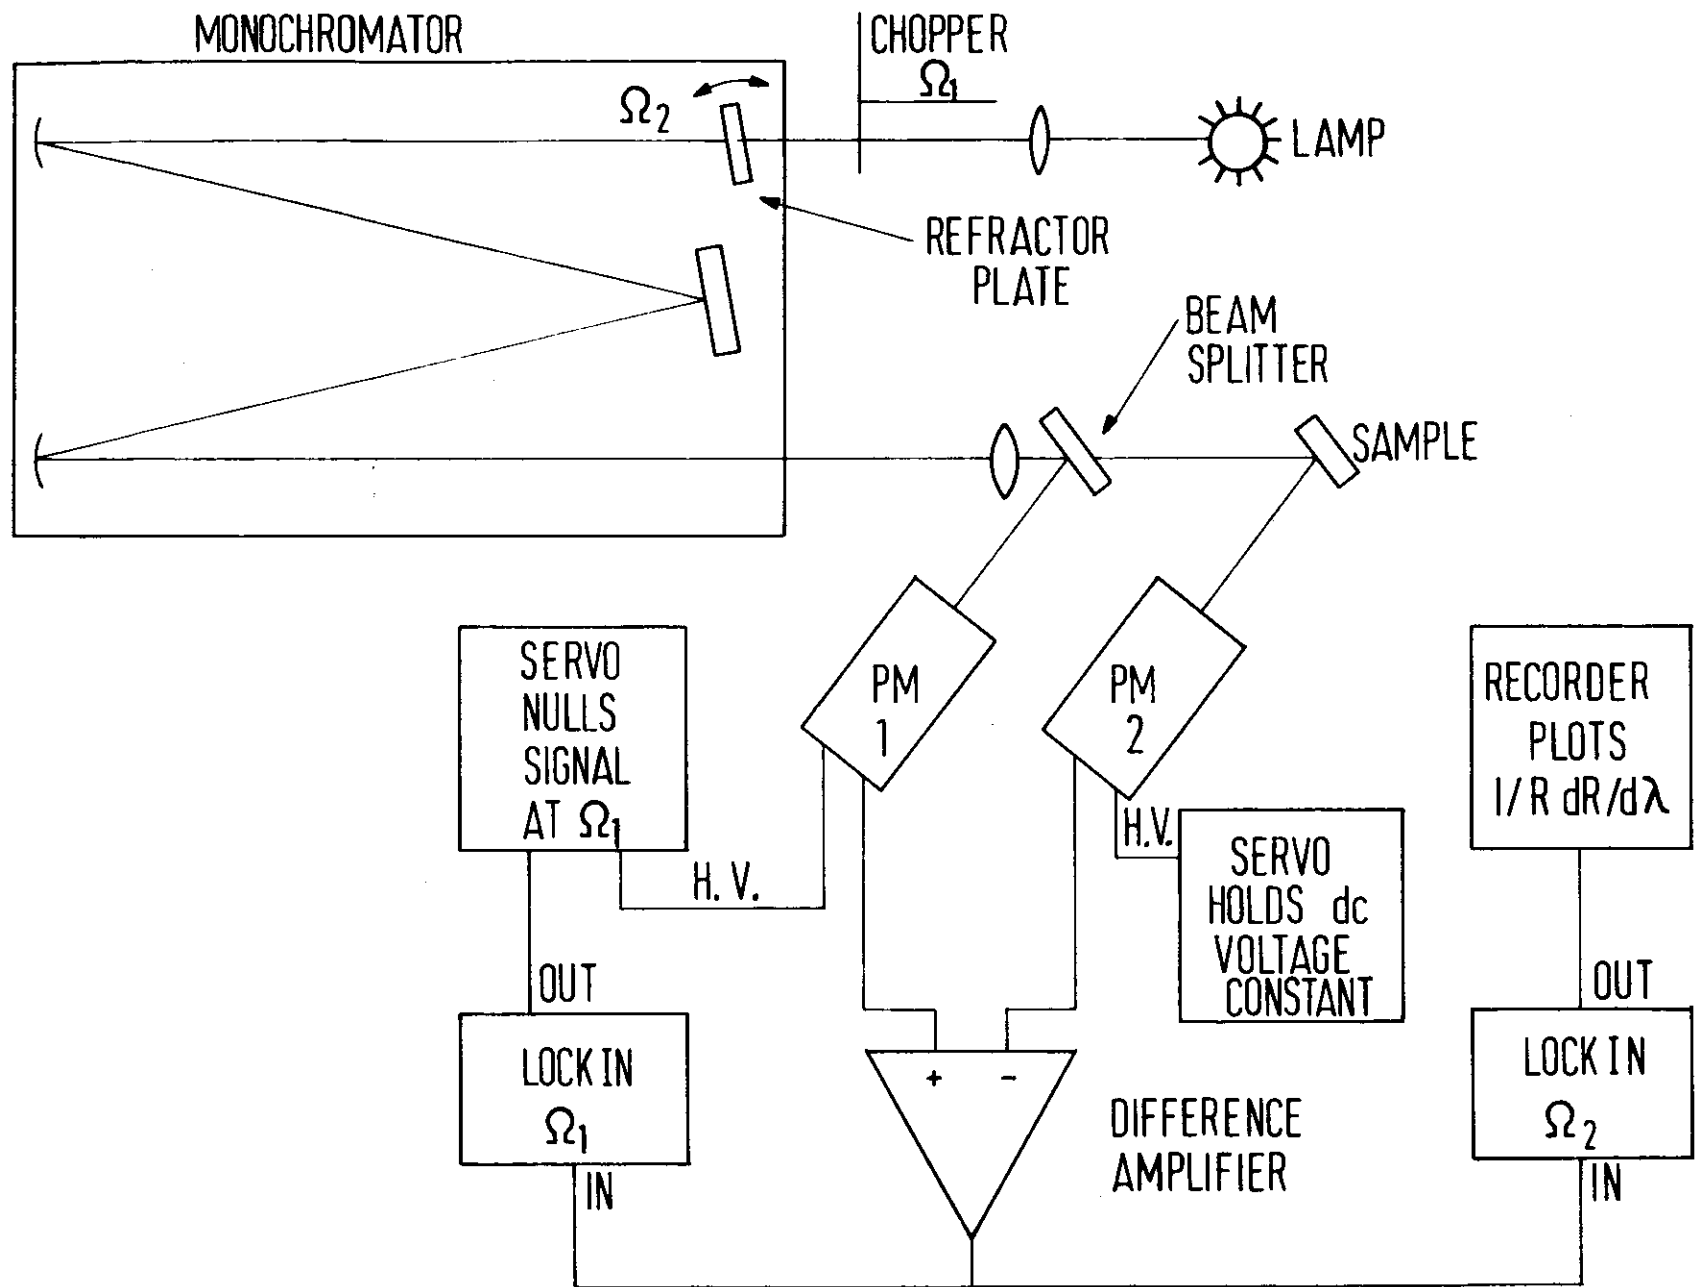 MONOCHROMATOR
CHOPPER
Ω1
Ω2
LAMP
REFRACTOR
PLATE
BEAM
SPLITTER
SAMPLE
SERVO
NULLS
SIGNAL
AT Ω1
H.V.
PM
1
PM
2
H.V.
SERVO
HOLDS dc
VOLTAGE
CONSTANT
RECORDER
PLOTS
1/R dR/dλ
OUT
LOCK IN
Ω1
IN
+ -
DIFFERENCE
AMPLIFIER
OUT
LOCK IN
Ω2
IN